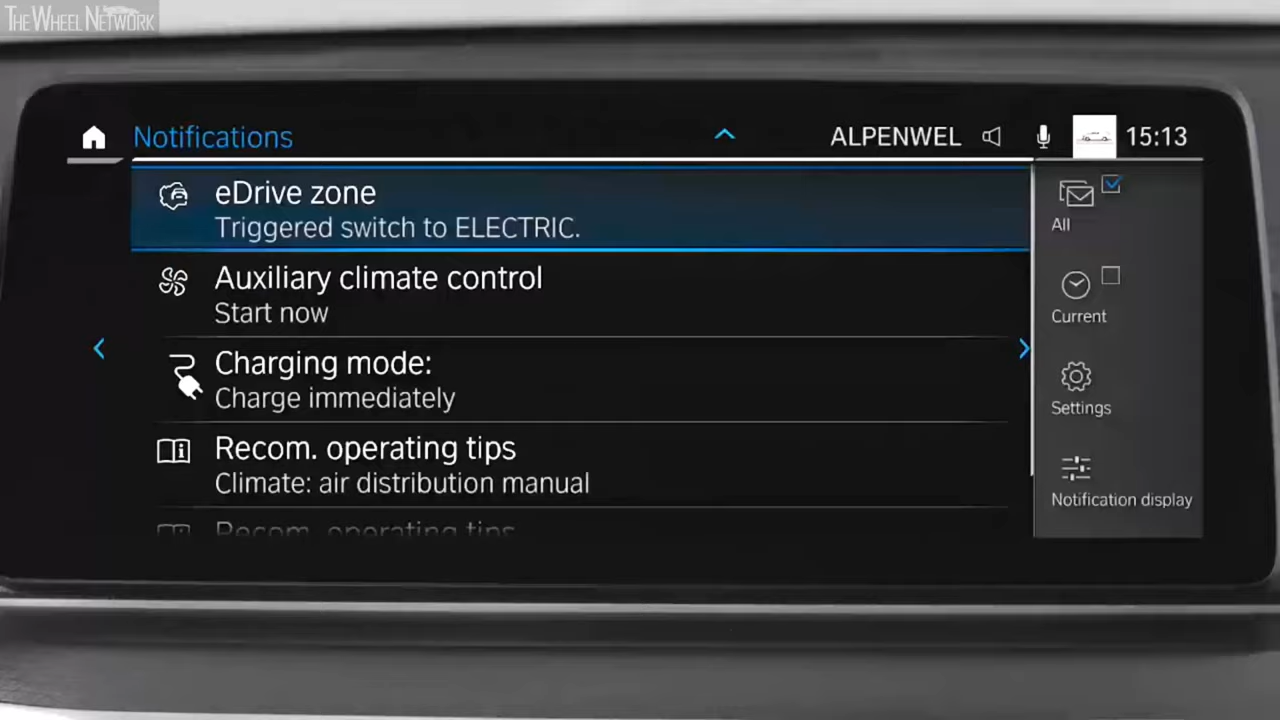 THE WHEEL NETWORK
Notifications
ALPENWEL
15:13
eDrive zone
Triggered switch to ELECTRIC.
All
Auxiliary climate control
Start now
Current
Charging mode:
Charge immediately
Settings
Recom. operating tips
Climate: air distribution manual
Notification display
Recom. operating tips